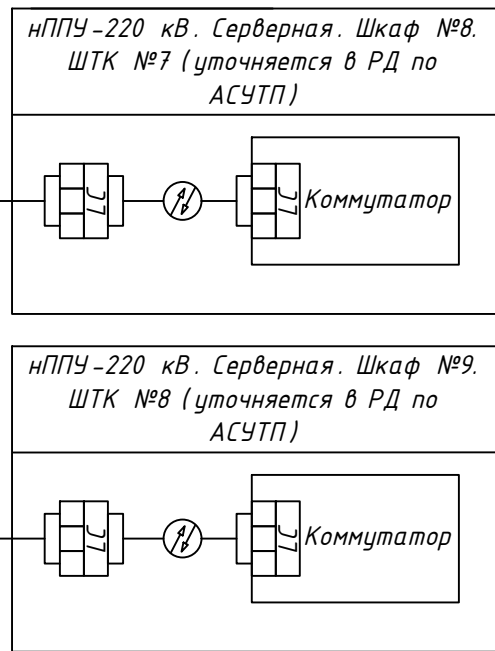 нППУ-220 кВ. Серверная. Шкаф №8.
ШТК №7 (уточняется в РД по
АСУТП)
LC
LC
Коммутатор
нППУ-220 кВ. Серверная. Шкаф №9.
ШТК №8 (уточняется в РД по
АСУТП)
LC
LC
Коммутатор